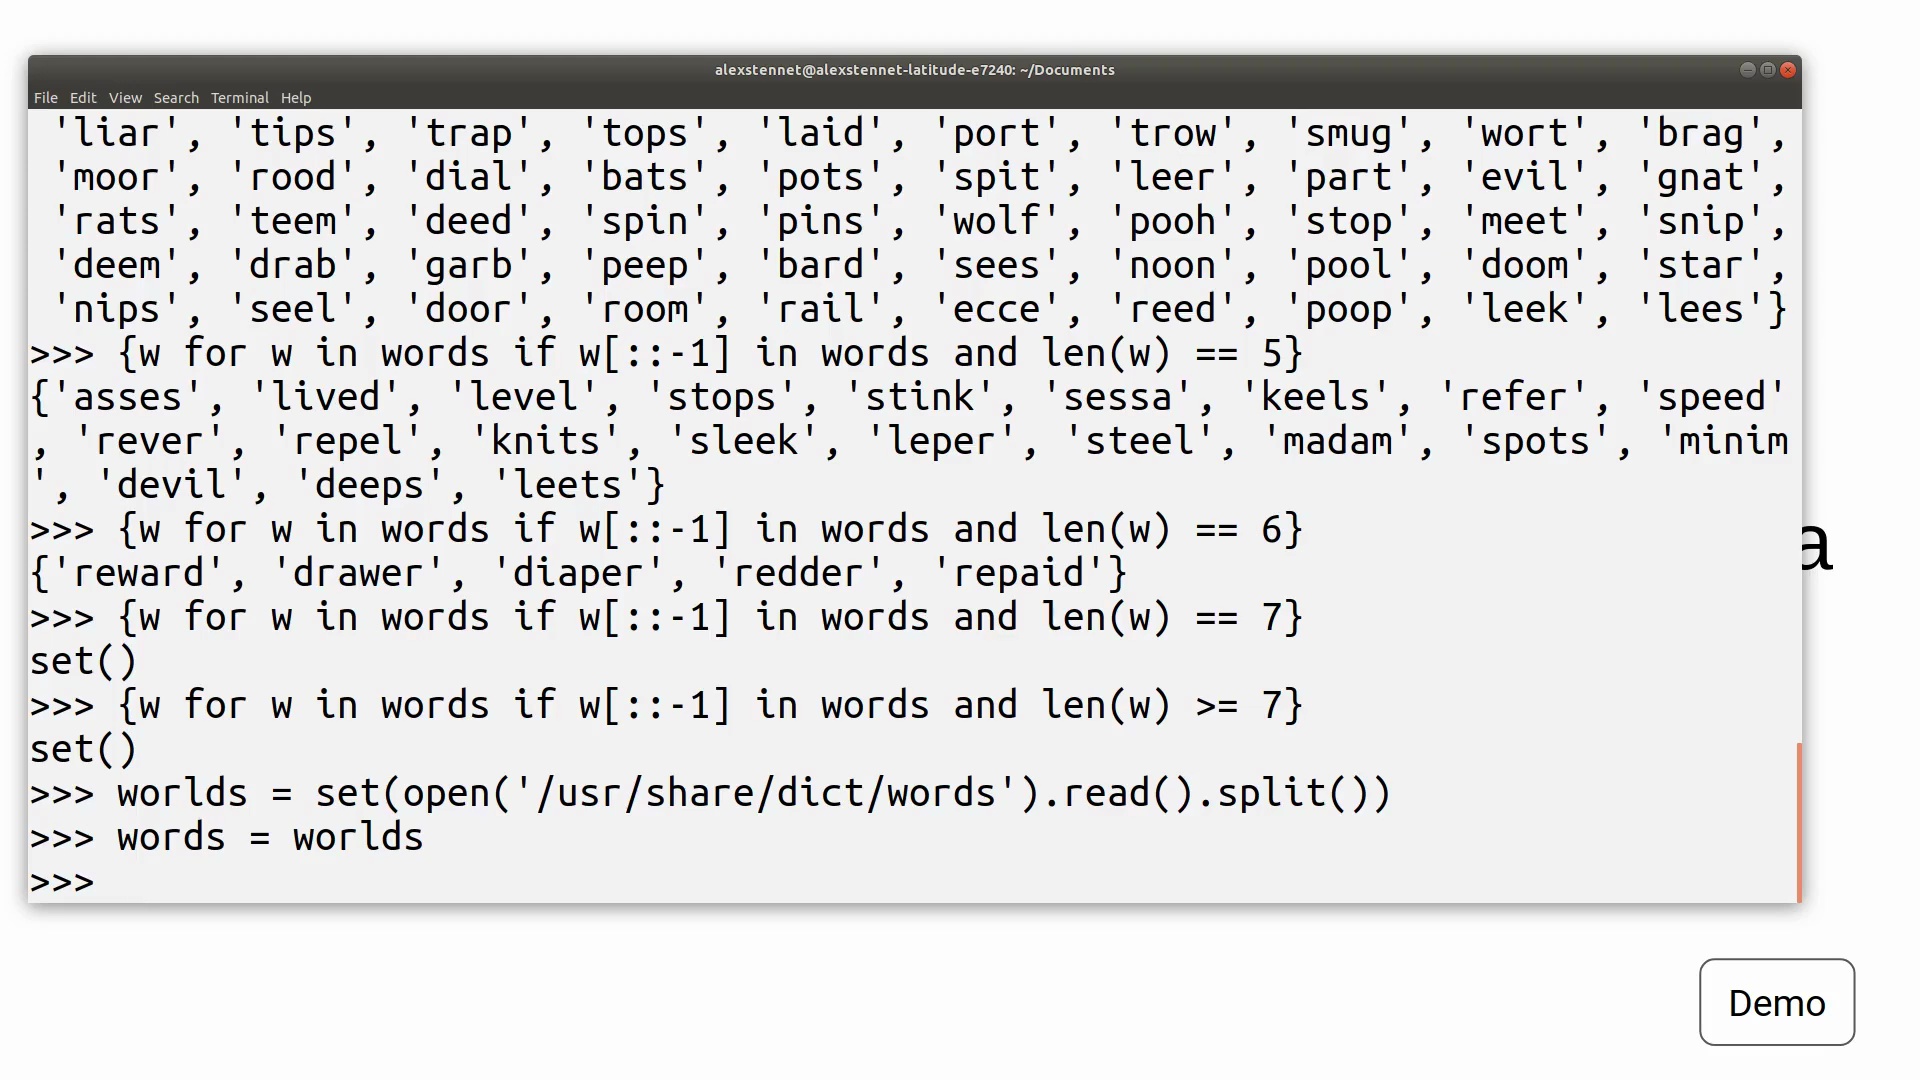 alexstennet@alexstennet-latitude-e7240: ~/Documents
File Edit View Search Terminal Help
'liar', 'tips', 'trap', 'tops', 'laid', 'port', 'trow', 'smug', 'wort', 'brag',
'moor', 'rood', 'dial', 'bats', 'pots', 'spit', 'leer', 'part', 'evil', 'gnat',
'rats', 'teem', 'deed', 'spin', 'pins', 'wolf', 'pooh', 'stop', 'meet', 'snip',
'deem', 'drab', 'garb', 'peep', 'bard', 'sees', 'noon', 'pool', 'doom', 'star',
'nips', 'seel', 'door', 'room', 'rail', 'ecce', 'reed', 'poop', 'leek', 'lees'}
>>> {w for w in words if w[::-1] in words and len(w) == 5}
{'asses', 'lived', 'level', 'stops', 'stink', 'sessa', 'keels', 'refer', 'speed'
, 'rever', 'repel', 'knits', 'sleek', 'leper', 'steel', 'madam', 'spots', 'minim
', 'devil', 'deeps', 'leets'}
>>> {w for w in words if w[::-1] in words and len(w) == 6}
{'reward', 'drawer', 'diaper', 'redder', 'repaid'}
>>> {w for w in words if w[::-1] in words and len(w) == 7}
set()
>>> {w for w in words if w[::-1] in words and len(w) >= 7}
set()
>>> worlds = set(open('/usr/share/dict/words').read().split())
>>> words = worlds
>>>
a
Demo